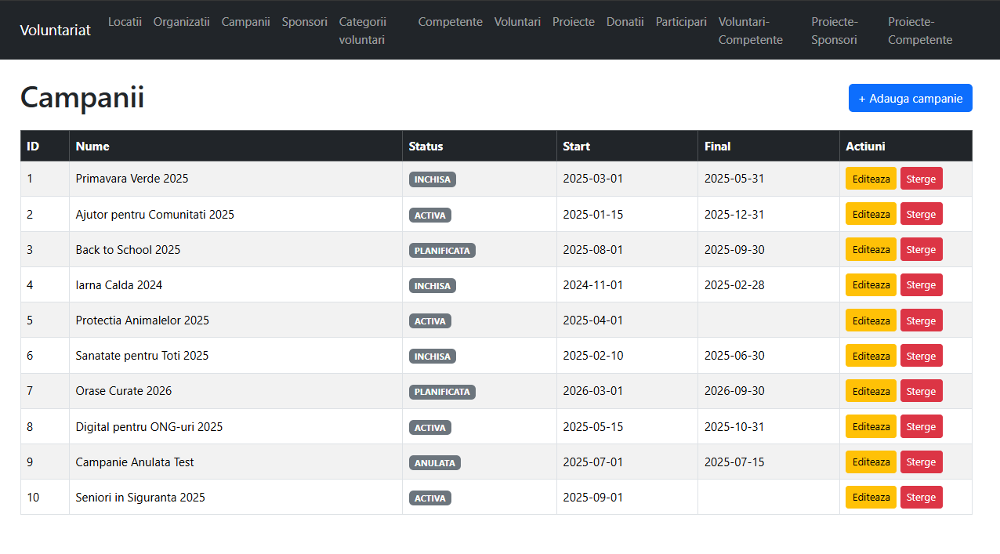 Voluntariat Locatii Organizatii Campanii Sponsori Categorii voluntari Competente Voluntari Proiecte Donatii Participari Voluntari-Competente Proiecte-Sponsori Proiecte-Competente
Campanii
+ Adauga campanie
ID Nume Status Start Final Actiuni
1 Primavara Verde 2025 INCHISA 2025-03-01 2025-05-31 Editeaza Sterge
2 Ajutor pentru Comunitati 2025 ACTIVA 2025-01-15 2025-12-31 Editeaza Sterge
3 Back to School 2025 PLANIFICATA 2025-08-01 2025-09-30 Editeaza Sterge
4 Iarna Calda 2024 INCHISA 2024-11-01 2025-02-28 Editeaza Sterge
5 Protectia Animalelor 2025 ACTIVA 2025-04-01 Editeaza Sterge
6 Sanatate pentru Toti 2025 INCHISA 2025-02-10 2025-06-30 Editeaza Sterge
7 Orase Curate 2026 PLANIFICATA 2026-03-01 2026-09-30 Editeaza Sterge
8 Digital pentru ONG-uri 2025 ACTIVA 2025-05-15 2025-10-31 Editeaza Sterge
9 Campanie Anulata Test ANULATA 2025-07-01 2025-07-15 Editeaza Sterge
10 Seniori in Siguranta 2025 ACTIVA 2025-09-01 Editeaza Sterge